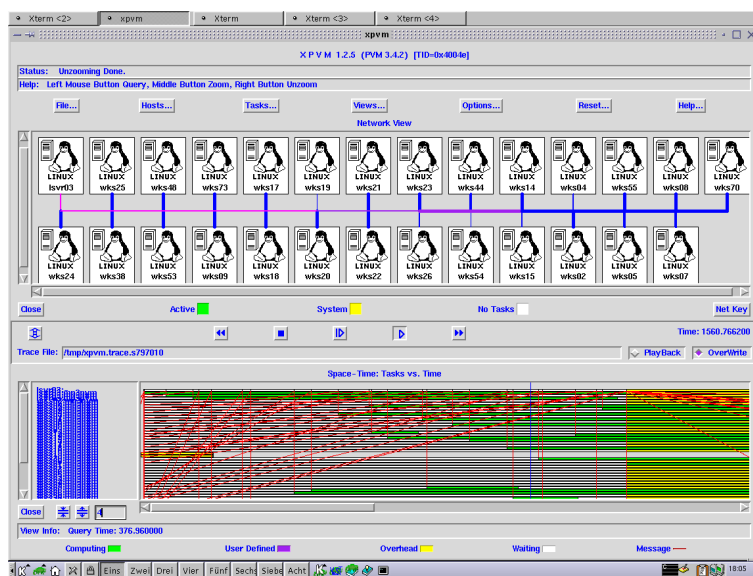 Xterm <2> xpvm Xterm Xterm <3> Xterm <4>
xpvm
X P V M 1.2.5 (PVM 3.4.2) [TID=0x4004e]
Status: Unzooming Done.
Help: Left Mouse Button Query, Middle Button Zoom, Right Button Unzoom
File... Hosts... Tasks... Views... Options... Reset... Help...
Network View
LINUX LINUX LINUX LINUX LINUX LINUX LINUX LINUX LINUX LINUX LINUX LINUX LINUX LINUX
lsvr03 wks25 wks48 wks73 wks17 wks19 wks21 wks23 wks44 wks14 wks04 wks55 wks08 wks70
LINUX LINUX LINUX LINUX LINUX LINUX LINUX LINUX LINUX LINUX LINUX LINUX LINUX
wks24 wks38 wks53 wks09 wks18 wks20 wks22 wks26 wks54 wks15 wks02 wks05 wks07
Close Active System No Tasks Net Key
Time: 1560.766200
Trace File: /tmp/xpvm.trace.s797010 PlayBack OverWrite
Space-Time: Tasks vs. Time
Close 4
View Info: Query Time: 376.960000
Computing User Defined Overhead Waiting Message
Eins Zwei Drei Vier Fünf Sechs Siebe Acht 18:05